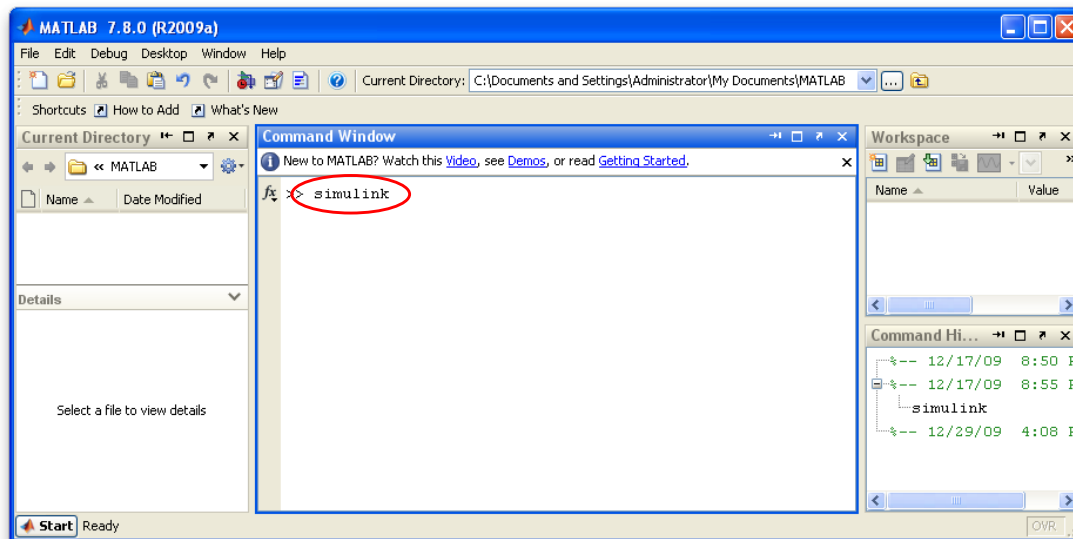 MATLAB 7.8.0 (R2009a)
File Edit Debug Desktop Window Help
Current Directory: C:\Documents and Settings\Administrator\My Documents\MATLAB
Shortcuts How to Add What's New
Current Directory
« MATLAB
Name Date Modified
Details
Select a file to view details
Command Window
New to MATLAB? Watch this Video, see Demos, or read Getting Started.
fx >> simulink
Workspace
Name Value
Command Hi...
%-- 12/17/09 8:50
%-- 12/17/09 8:55
simulink
%-- 12/29/09 4:08
Start Ready
OVR